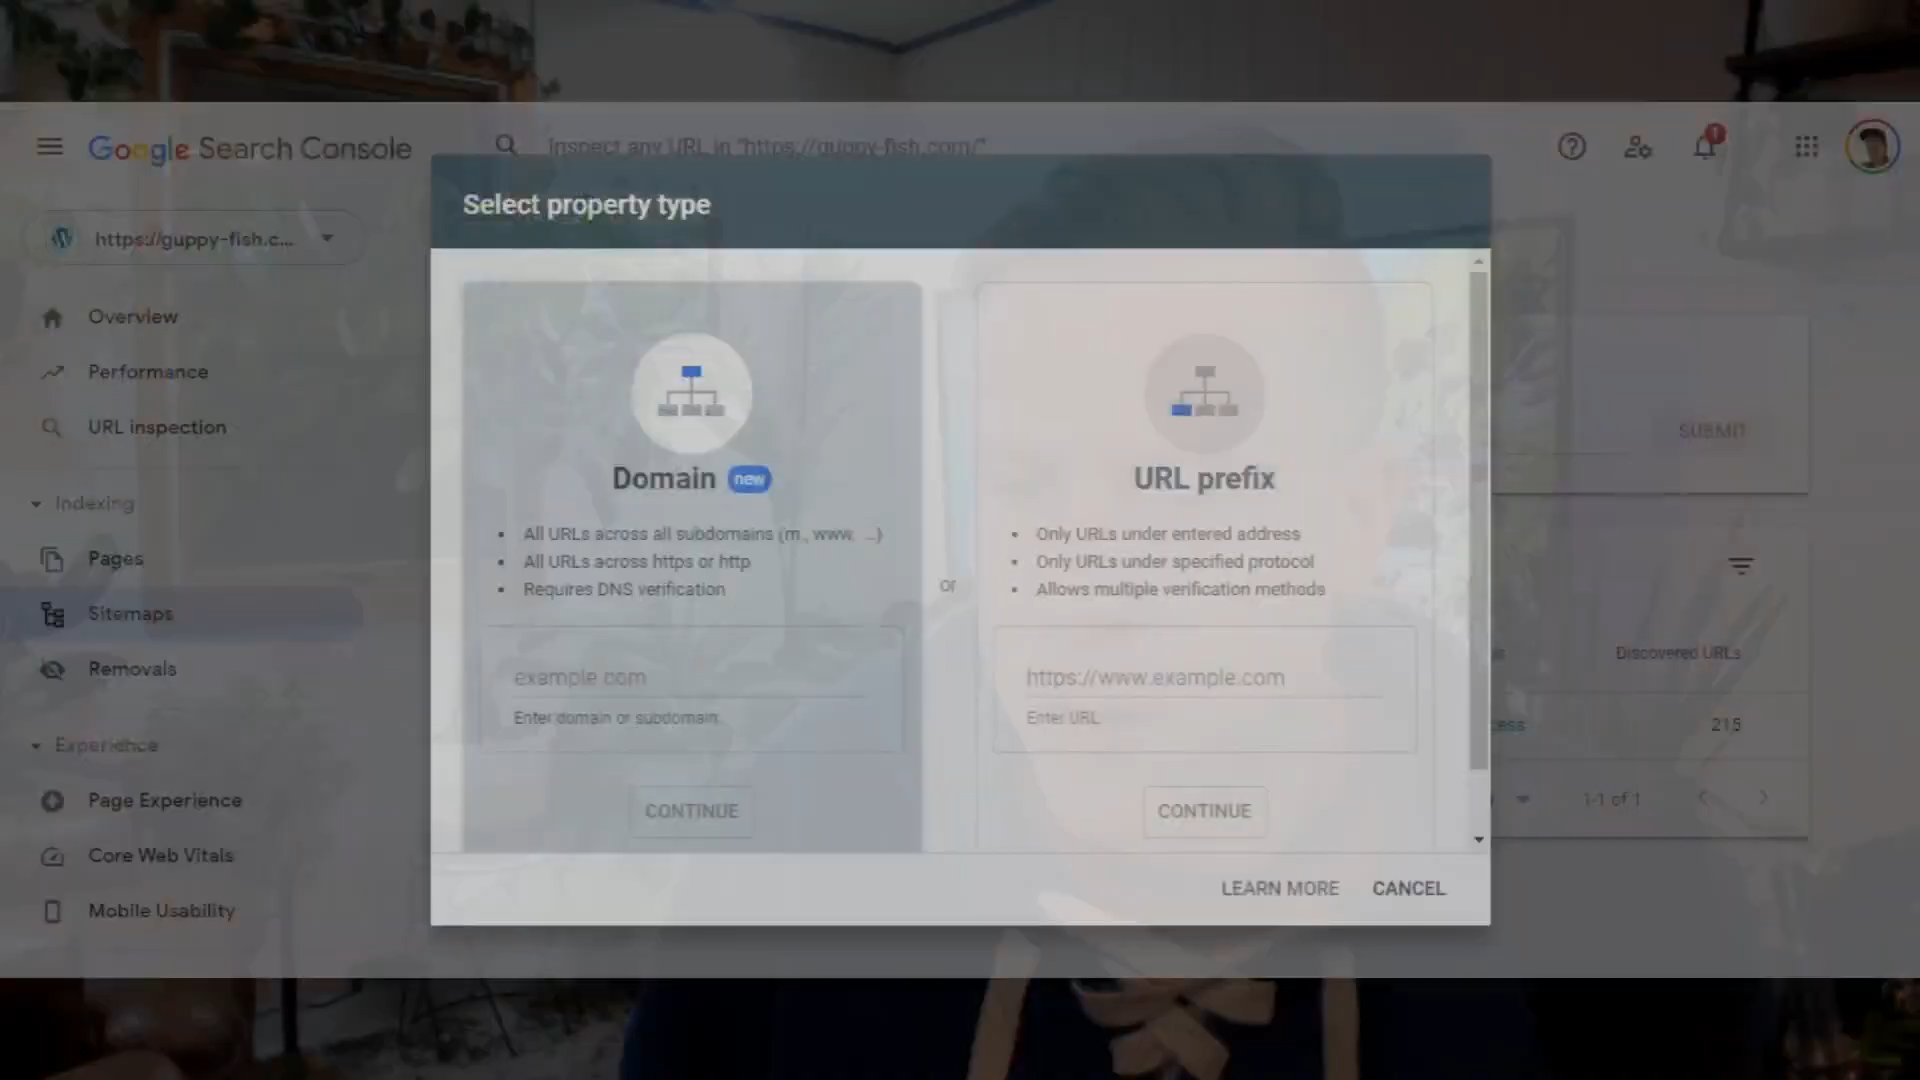 Google Search Console
Inspect any URL in "https://guppy-fish.com/"
1
Select property type
https://guppy-fish.c...
Overview
Performance
URL inspection
Indexing
Pages
Sitemaps
Removals
Experience
Page Experience
Core Web Vitals
Mobile Usability
Domain new
All URLs across all subdomains (m., www. ...)
All URLs across https or http
Requires DNS verification
example.com
Enter domain or subdomain
CONTINUE
or
URL prefix
Only URLs under entered address
Only URLs under specified protocol
Allows multiple verification methods
https://www.example.com
Enter URL
CONTINUE
LEARN MORE
CANCEL
SUBMIT
Discovered URLs
215
1-1 of 1